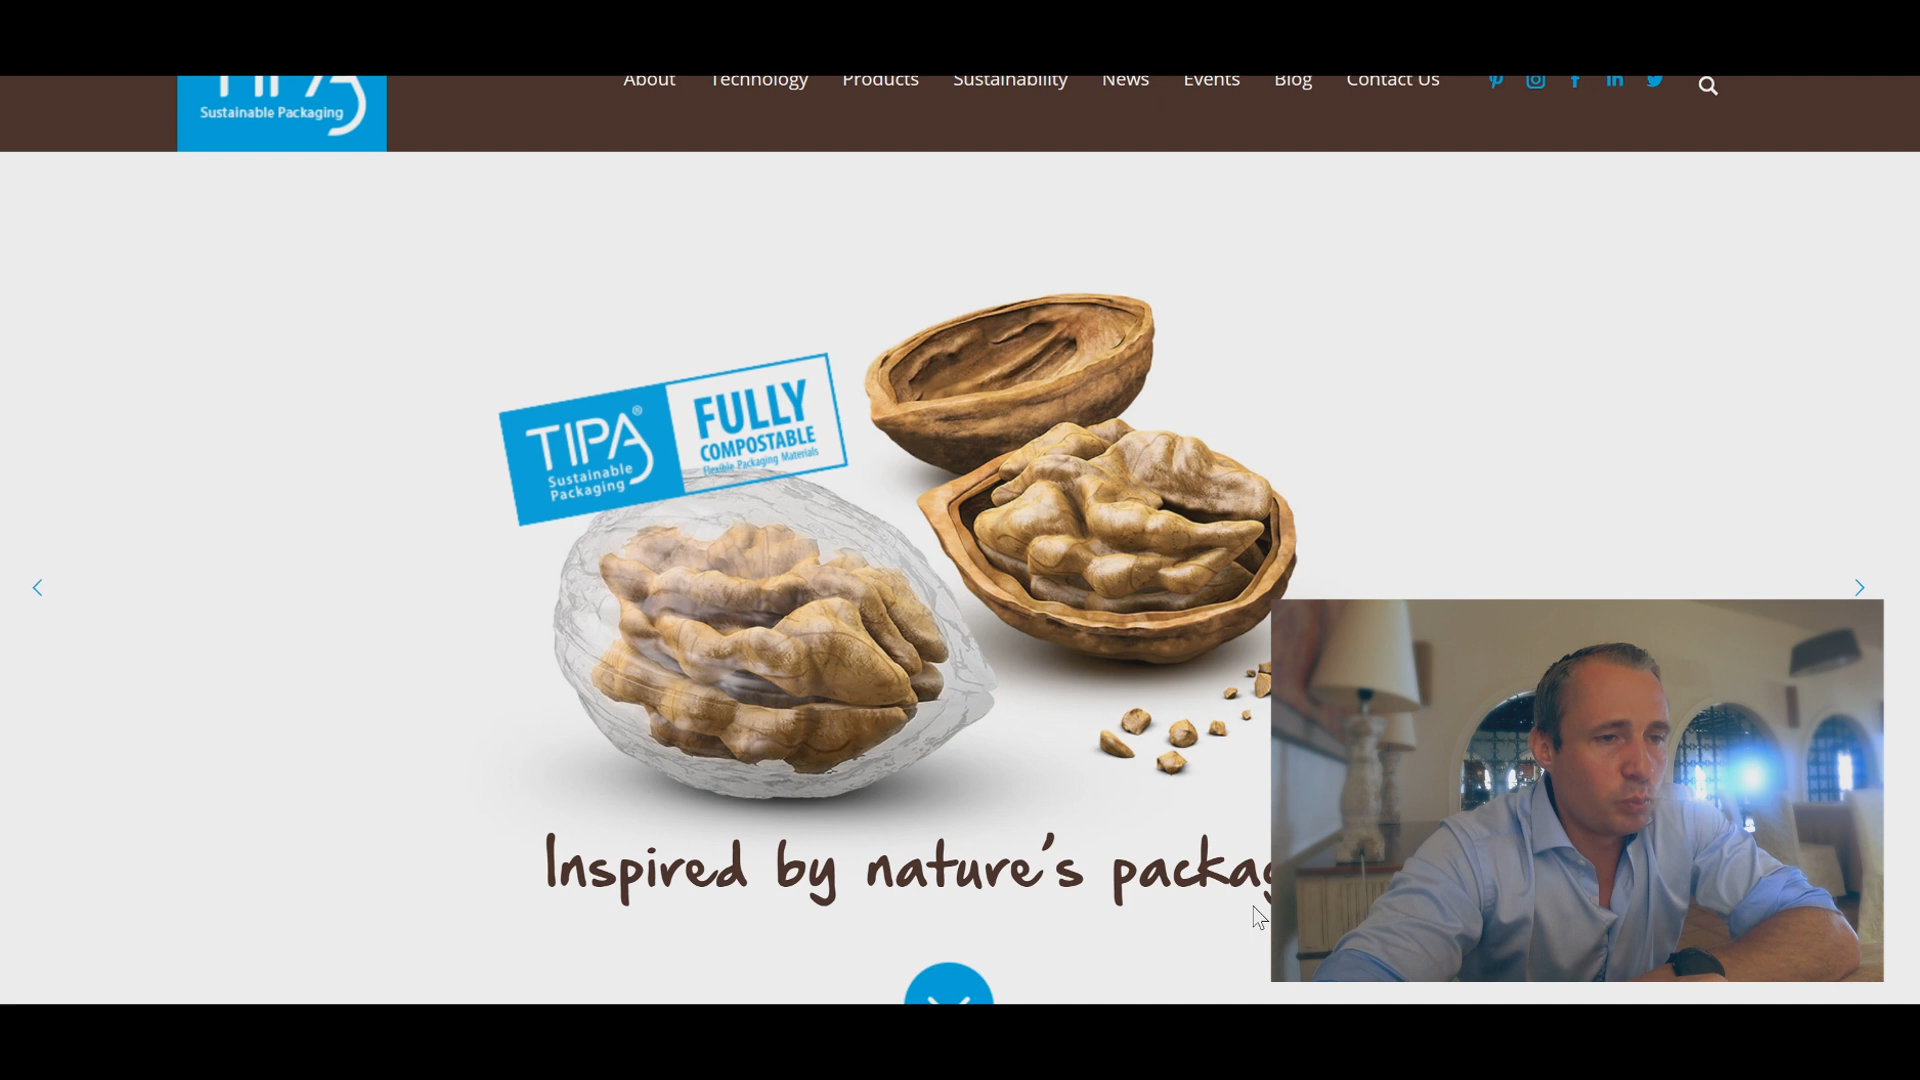 About Technology Products Sustainability News Events Blog Contact Us
TIPA
Sustainable Packaging
TIPA®
Sustainable
Packaging
FULLY
COMPOSTABLE
Flexible Packaging Materials
Inspired by nature's